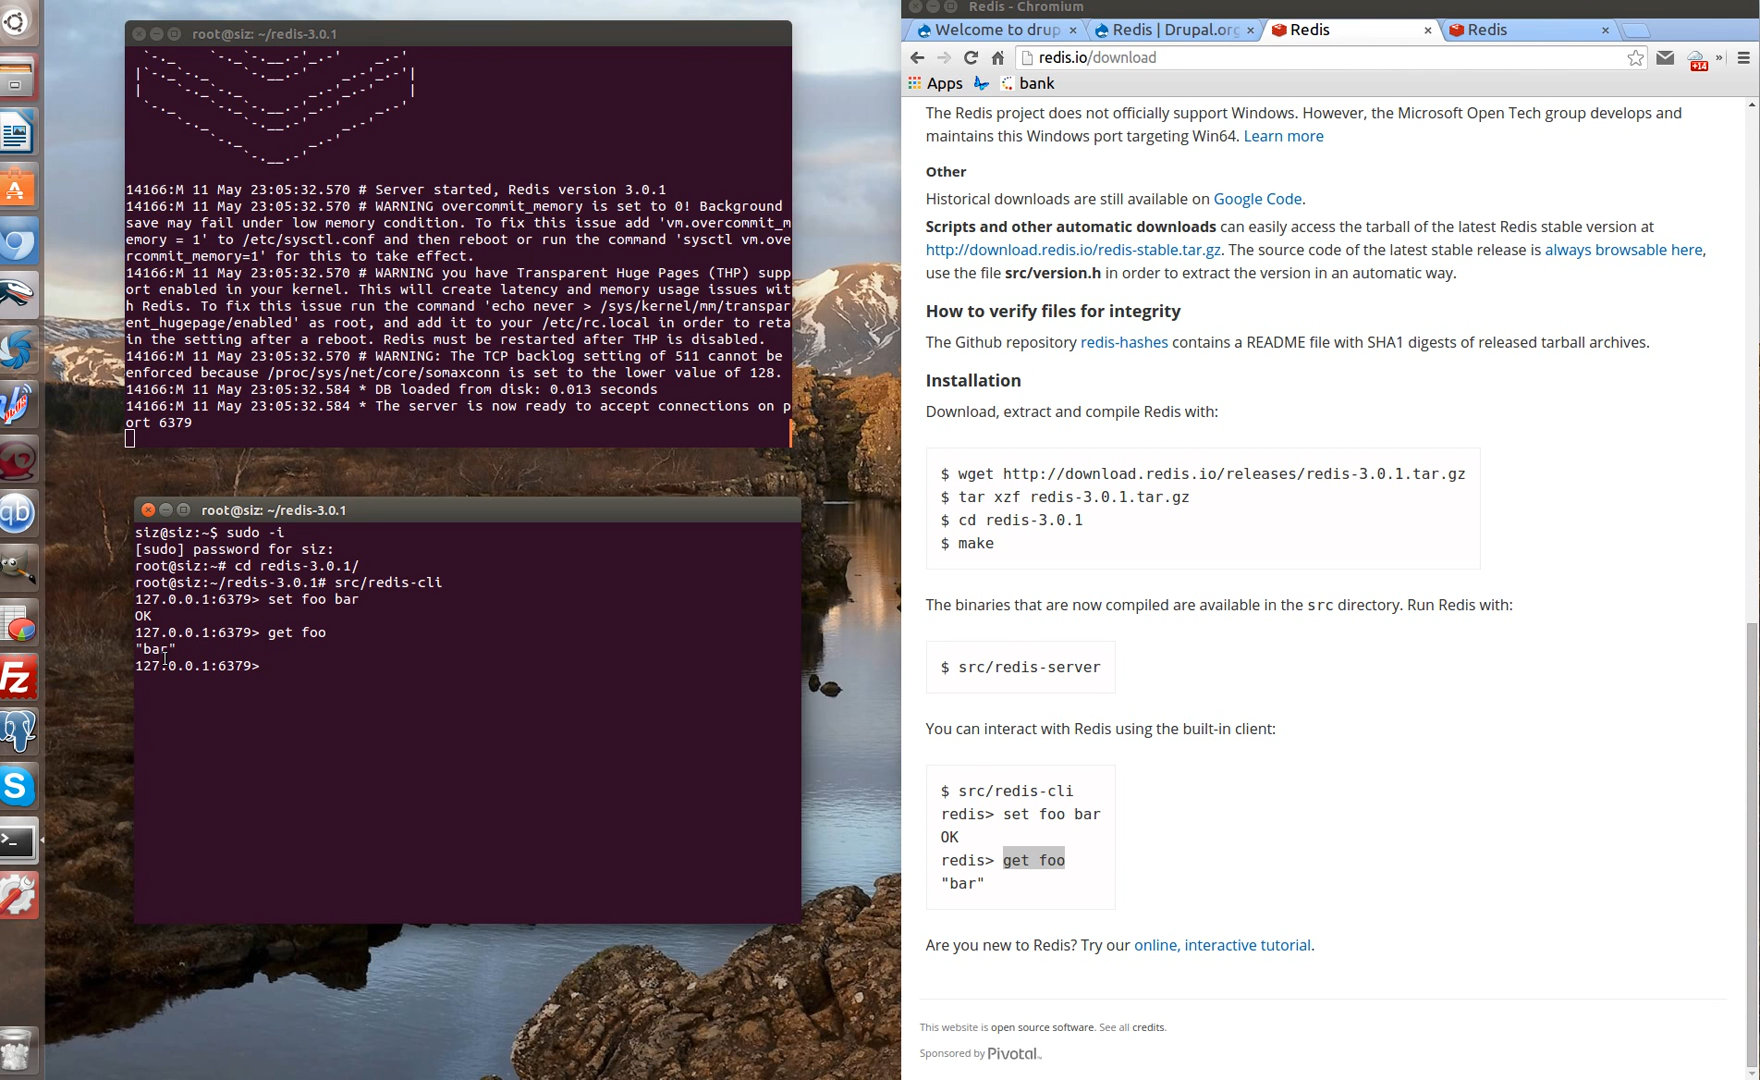 root@siz: ~/redis-3.0.1
14166:M 11 May 23:05:32.570 # Server started, Redis version 3.0.1
14166:M 11 May 23:05:32.570 # WARNING overcommit_memory is set to 0! Background
save may fail under low memory condition. To fix this issue add 'vm.overcommit_m
emory = 1' to /etc/sysctl.conf and then reboot or run the command 'sysctl vm.ove
rcommit_memory=1' for this to take effect.
14166:M 11 May 23:05:32.570 # WARNING you have Transparent Huge Pages (THP) supp
ort enabled in your kernel. This will create latency and memory usage issues wit
h Redis. To fix this issue run the command 'echo never > /sys/kernel/mm/transpar
ent_hugepage/enabled' as root, and add it to your /etc/rc.local in order to reta
in the setting after a reboot. Redis must be restarted after THP is disabled.
14166:M 11 May 23:05:32.570 # WARNING: The TCP backlog setting of 511 cannot be
enforced because /proc/sys/net/core/somaxconn is set to the lower value of 128.
14166:M 11 May 23:05:32.584 * DB loaded from disk: 0.013 seconds
14166:M 11 May 23:05:32.584 * The server is now ready to accept connections on p
ort 6379
root@siz: ~/redis-3.0.1
siz@siz:~$ sudo -i
[sudo] password for siz:
root@siz:~# cd redis-3.0.1/
root@siz:~/redis-3.0.1# src/redis-cli
127.0.0.1:6379> set foo bar
OK
127.0.0.1:6379> get foo
"bar"
127.0.0.1:6379>
Redis - Chromium
Welcome to drup
Redis | Drupal.org
Redis
Redis
redis.io/download
+14
»
Apps
bank
The Redis project does not officially support Windows. However, the Microsoft Open Tech group develops and
maintains this Windows port targeting Win64. Learn more
Other
Historical downloads are still available on Google Code.
Scripts and other automatic downloads can easily access the tarball of the latest Redis stable version at
http://download.redis.io/redis-stable.tar.gz. The source code of the latest stable release is always browsable here,
use the file src/version.h in order to extract the version in an automatic way.
How to verify files for integrity
The Github repository redis-hashes contains a README file with SHA1 digests of released tarball archives.
Installation
Download, extract and compile Redis with:
$ wget http://download.redis.io/releases/redis-3.0.1.tar.gz
$ tar xzf redis-3.0.1.tar.gz
$ cd redis-3.0.1
$ make
The binaries that are now compiled are available in the src directory. Run Redis with:
$ src/redis-server
You can interact with Redis using the built-in client:
$ src/redis-cli
redis> set foo bar
OK
redis> get foo
"bar"
Are you new to Redis? Try our online, interactive tutorial.
This website is open source software. See all credits.
Sponsored by Pivotal
qb
Fz
S